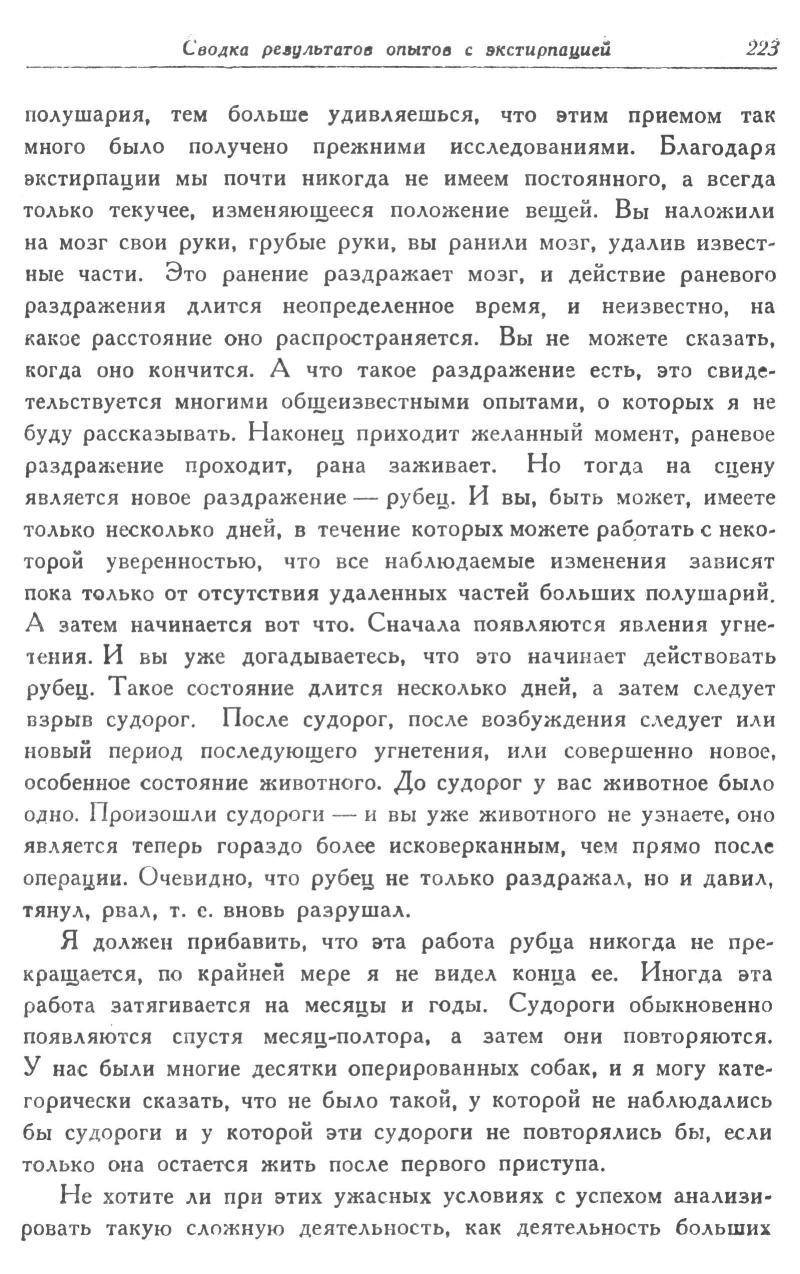 Сводка результатов опытов с экстирпацией 223
полушария, тем больше удивляешься, что этим приемом так
много было получено прежними исследованиями. Благодаря
экстирпации мы почти никогда не имеем постоянного, а всегда
только текучее, изменяющееся положение вещей. Вы наложили
на мозг свои руки, грубые руки, вы ранили мозг, удалив извест-
ные части. Это ранение раздражает мозг, и действие раневого
раздражения длится неопределенное время, и неизвестно, на
какое расстояние оно распространяется. Вы не можете сказать,
когда оно кончится. А что такое раздражение есть, это свиде-
тельствуется многими общеизвестными опытами, о которых я не
буду рассказывать. Наконец приходит желанный момент, раневое
раздражение проходит, рана заживает. Но тогда на сцену
является новое раздражение — рубец. И вы, быть может, имеете
только несколько дней, в течение которых можете работать с неко-
торой уверенностью, что все наблюдаемые изменения зависят
пока только от отсутствия удаленных частей больших полушарий.
А затем начинается вот что. Сначала появляются явления угне-
тения. И вы уже догадываетесь, что это начинает действовать
рубец. Такое состояние длится несколько дней, а затем следует
взрыв судорог. После судорог, после возбуждения следует или
новый период последующего угнетения, или совершенно новое,
особенное состояние животного. До судорог у вас животное было
одно. Произошли судороги — и вы уже животного не узнаете, оно
является теперь гораздо более исковерканным, чем прямо после
операции. Очевидно, что рубец не только раздражал, но и давил,
тянул, рвал, т. е. вновь разрушал.
Я должен прибавить, что эта работа рубца никогда не пре-
кращается, по крайней мере я не видел конца ее. Иногда эта
работа затягивается на месяцы и годы. Судороги обыкновенно
появляются спустя месяц-полтора, а затем они повторяются.
У нас были многие десятки оперированных собак, и я могу кате-
горически сказать, что не было такой, у которой не наблюдались
бы судороги и у которой эти судороги не повторялись бы, если
только она остается жить после первого приступа.
Не хотите ли при этих ужасных условиях с успехом анализи-
ровать такую сложную деятельность, как деятельность больших